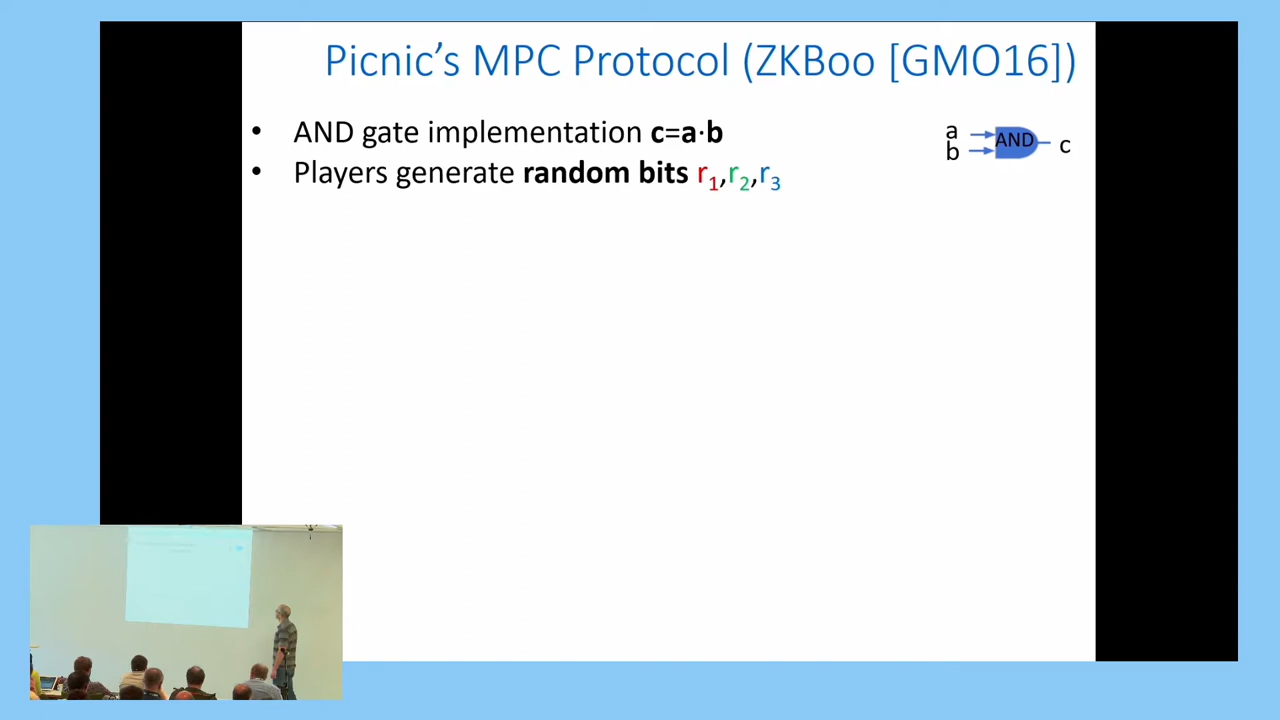 Picnic's MPC Protocol (ZKBoo [GMO16])
• AND gate implementation c=a·b
• Players generate random bits r₁,r₂,r₃
a
b
AND
c